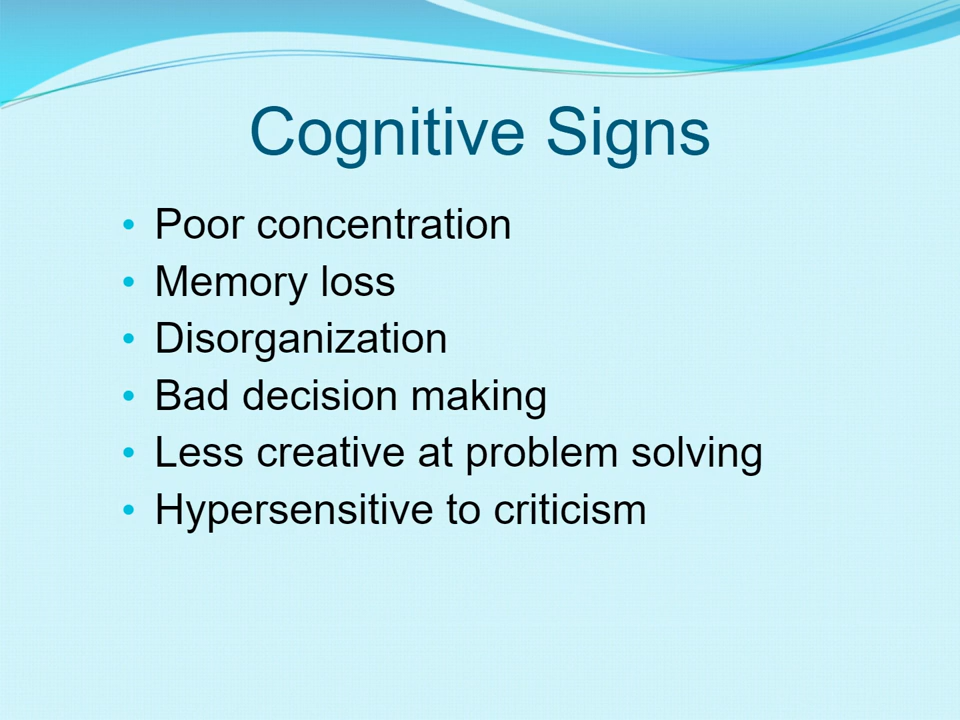 Cognitive Signs
• Poor concentration
• Memory loss
• Disorganization
• Bad decision making
• Less creative at problem solving
• Hypersensitive to criticism